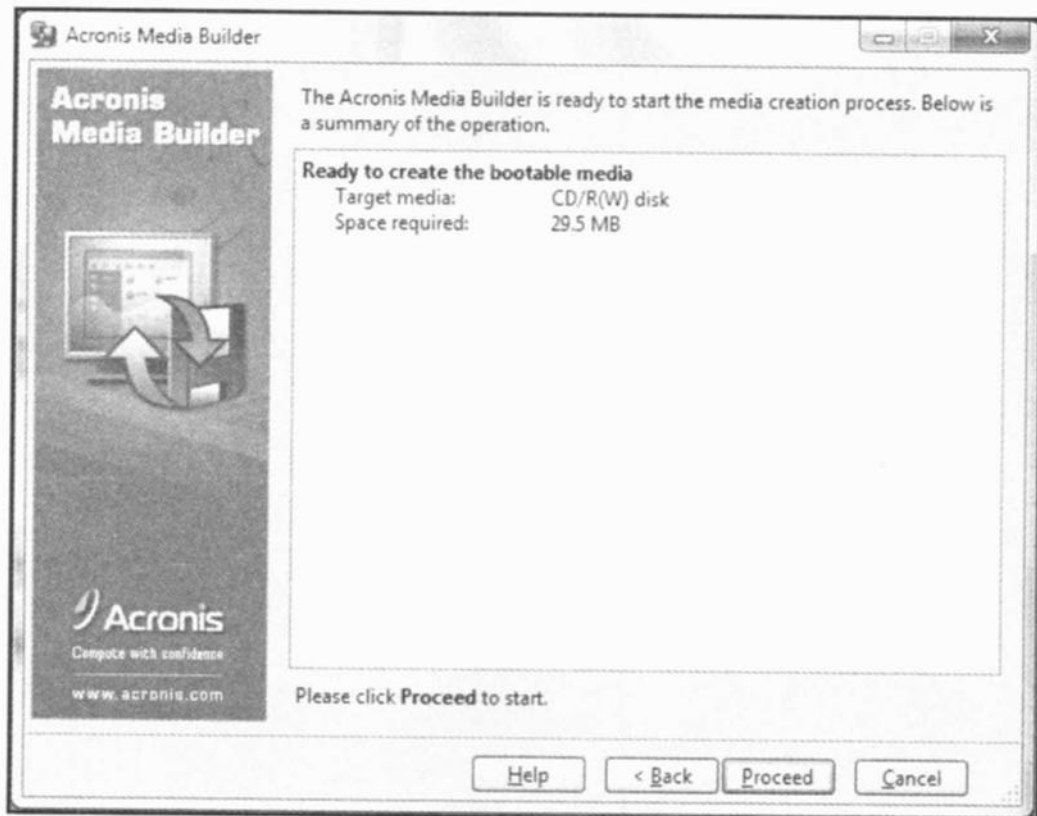 Acronis Media Builder
Acronis
Media Builder
The Acronis Media Builder is ready to start the media creation process. Below is
a summary of the operation.
Ready to create the bootable media
Target media: CD/R(W) disk
Space required: 29.5 MB
Acronis
Compute with confidence
www.acronis.com
Please click Proceed to start.
Help
< Back
Proceed
Cancel